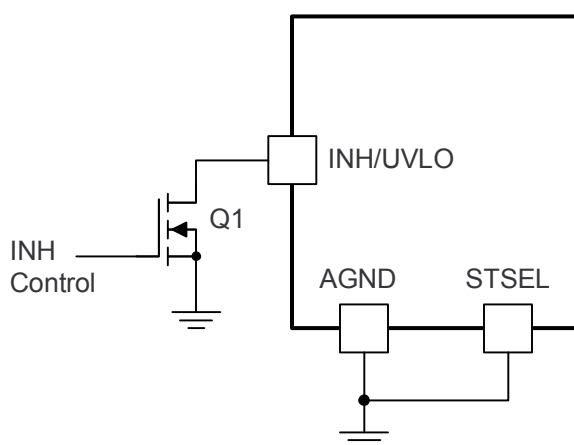 INH/UVLO
Q1
INH
Control
AGND
STSEL